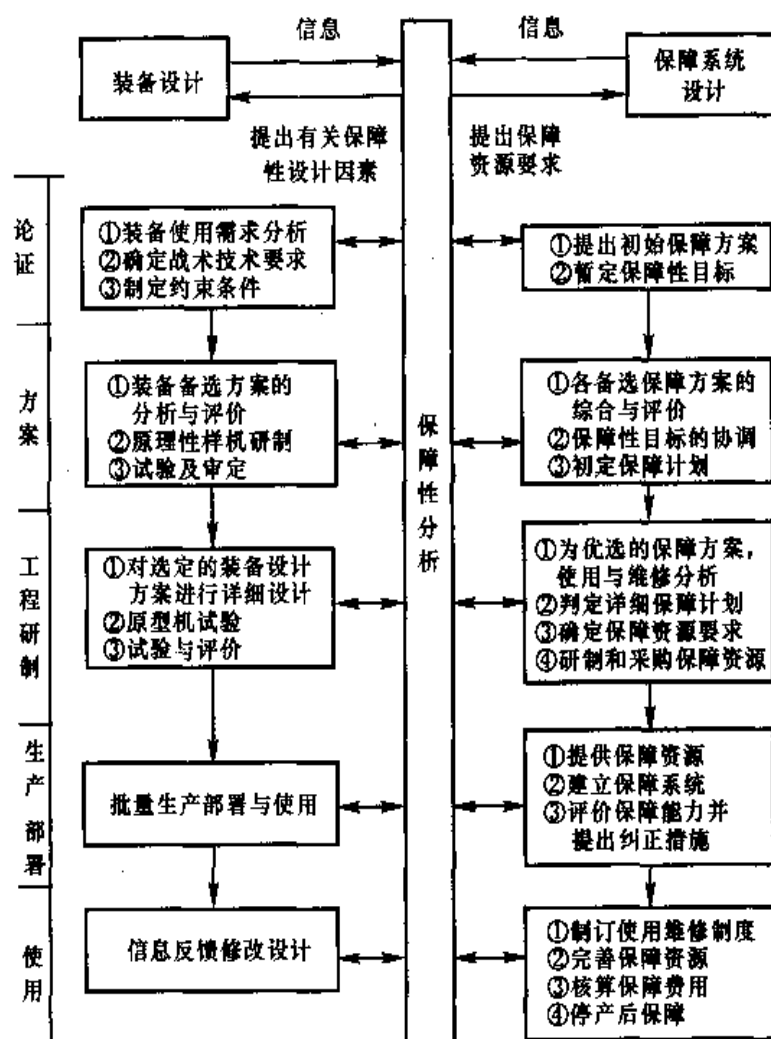 信息
信息
装备设计
保障系统
设计
提出有关保障
性设计因素
提出保障
资源要求
保障性分析
论证
①装备使用需求分析
②确定战术技术要求
③制定约束条件
①提出初始保障方案
②暂定保障性目标
方案
①装备备选方案的
分析与评价
②原理性样机研制
③试验及审定
①各备选保障方案的
综合与评价
②保障性目标的协调
③初定保障计划
工程研制
①对选定的装备设计
方案进行详细设计
②原型机试验
③试验与评价
①为优选的保障方案,
使用与维修分析
②判定详细保障计划
③确定保障资源要求
④研制和采购保障资源
生产部署
批量生产部署与使用
①提供保障资源
②建立保障系统
③评价保障能力并
提出纠正措施
使用
信息反馈修改设计
①制订使用维修制度
②完善保障资源
③核算保障费用
④停产后保障